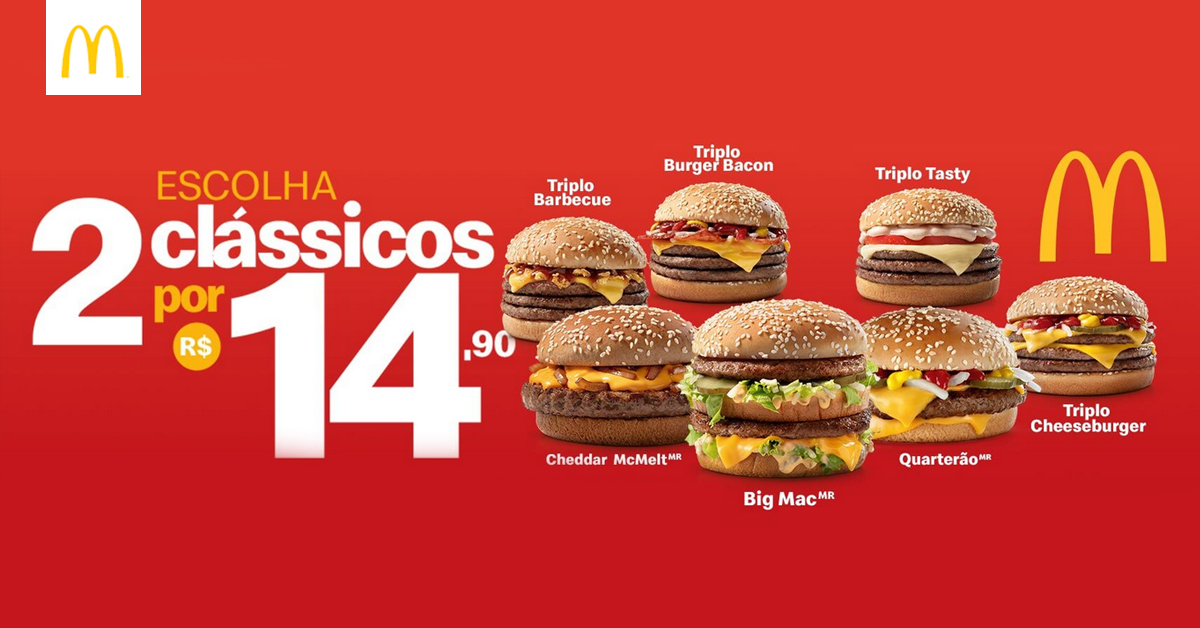 ESCOLHA
2 clássicos
por
R$ 14,90
Triplo
Barbecue
Triplo
Burger Bacon
Triplo Tasty
Cheddar McMelt MR
Big Mac MR
Quarterão MR
Triplo
Cheeseburger